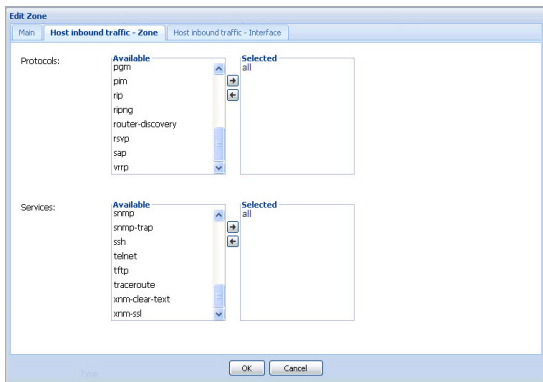 Edit Zone
Main
Host inbound traffic - Zone
Host inbound traffic - Interface
Protocols:
Available
pgm
pim
rip
ripng
router-discovery
rsvp
sap
vrrp
Selected
all
Services:
Available
snmp
snmp-trap
ssh
telnet
tftp
traceroute
xnm-clear-text
xnm-ssl
Selected
all
Type
OK
Cancel